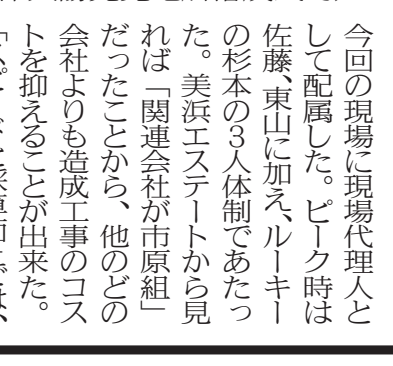 今回の現場に現場代理人と
して配属した。ピーク時は
佐藤、東山に加え、ルーキー
の杉本の3人体制であたっ
た。美浜エステートから見
れば「関連会社が市原組」
だったことから、他のどの
会社よりも造成工事のコス
トを抑えることが出来た。